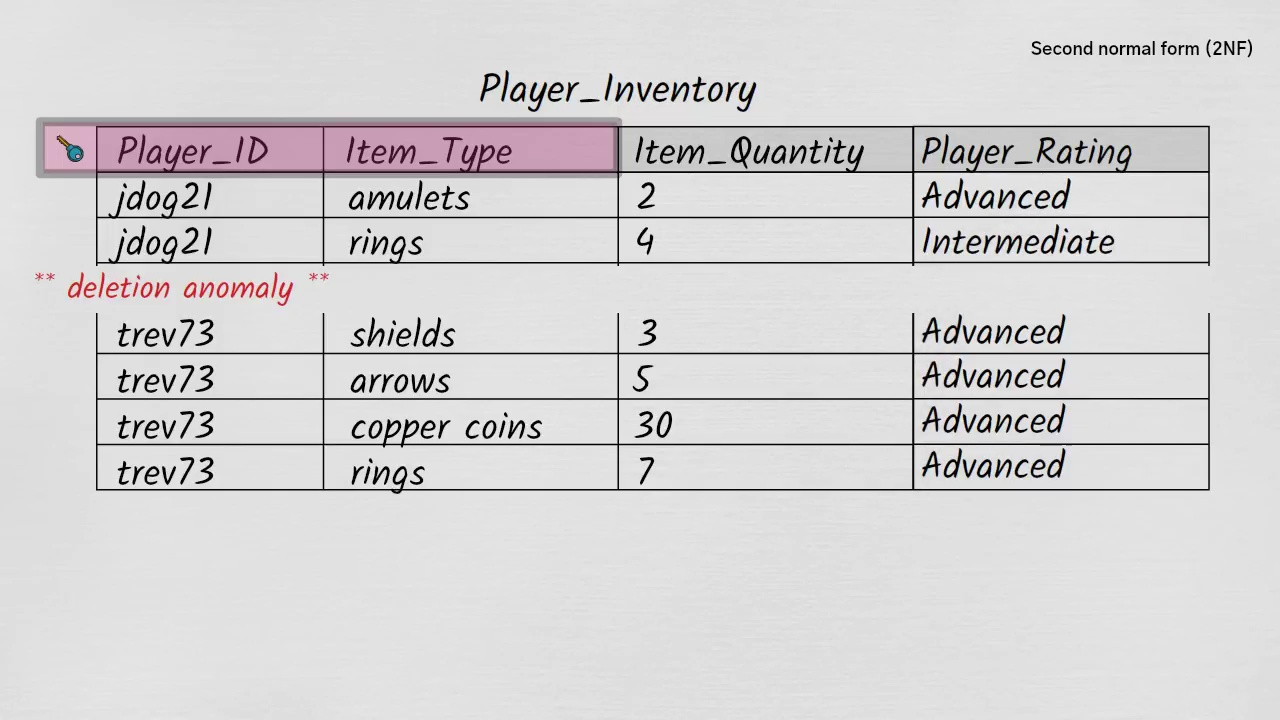 Second normal form (2NF)
Player_Inventory
Player_ID Item_Type Item_Quantity Player_Rating
jdog21 amulets 2 Advanced
jdog21 rings 4 Intermediate
** deletion anomaly **
trev73 shields 3 Advanced
trev73 arrows 5 Advanced
trev73 copper coins 30 Advanced
trev73 rings 7 Advanced